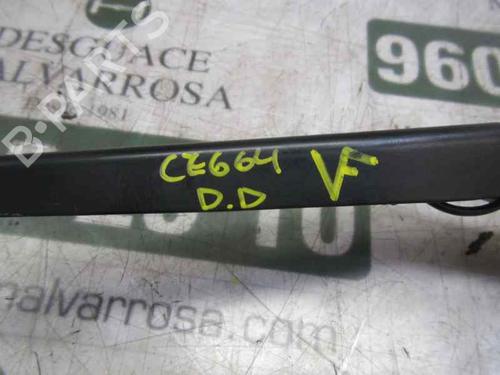 DESGUACE
ALVARROSA
1981
960
B-PARTS
CE664
D.D
VF
alvarrosa.com